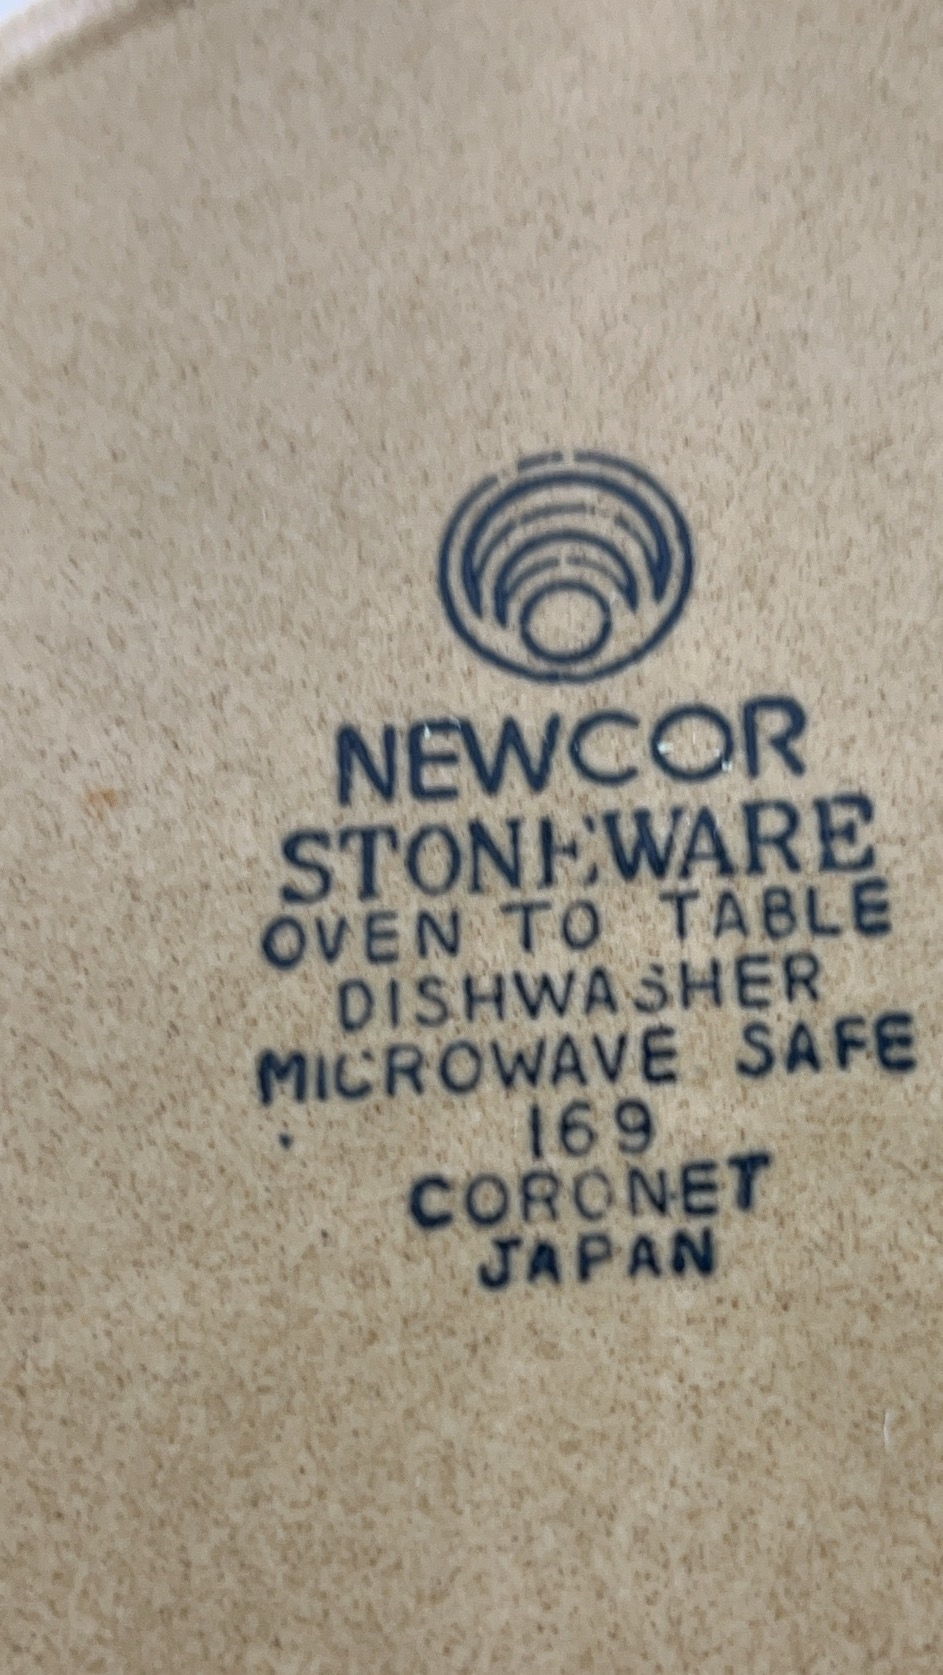 NEWCOR
STONEWARE
OVEN TO TABLE
DISHWASHER
MICROWAVE SAFE
169
CORONET
JAPAN